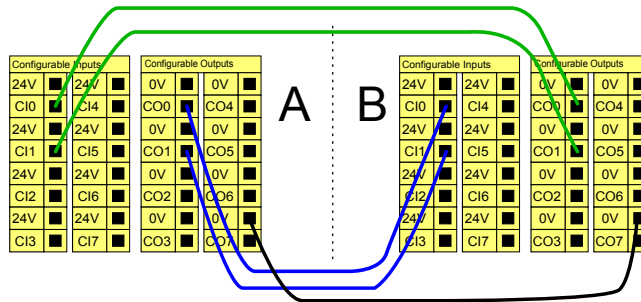 Configurable Inputs Configurable Outputs A B Configurable Inputs Configurable Outputs
24V 24V 0V 0V 24V 24V 0V 0V
CI0 CI4 CO0 CO4 CI0 CI4 CO0 CO4
24V 24V 0V 0V 24V 24V 0V 0V
CI1 CI5 CO1 CO5 CI1 CI5 CO1 CO5
24V 24V 0V 0V 24V 24V 0V 0V
CI2 CI6 CO2 CO6 CI2 CI6 CO2 CO6
24V 24V 0V 0V 24V 24V 0V 0V
CI3 CI7 CO3 CO7 CI3 CI7 CO3 CO7